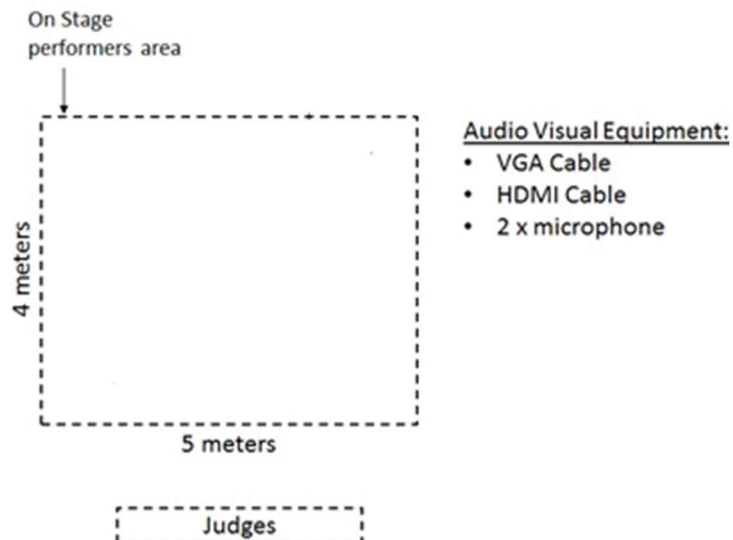 On Stage
performers area
Audio Visual Equipment:
• VGA Cable
• HDMI Cable
• 2 x microphone
4 meters
5 meters
Judges